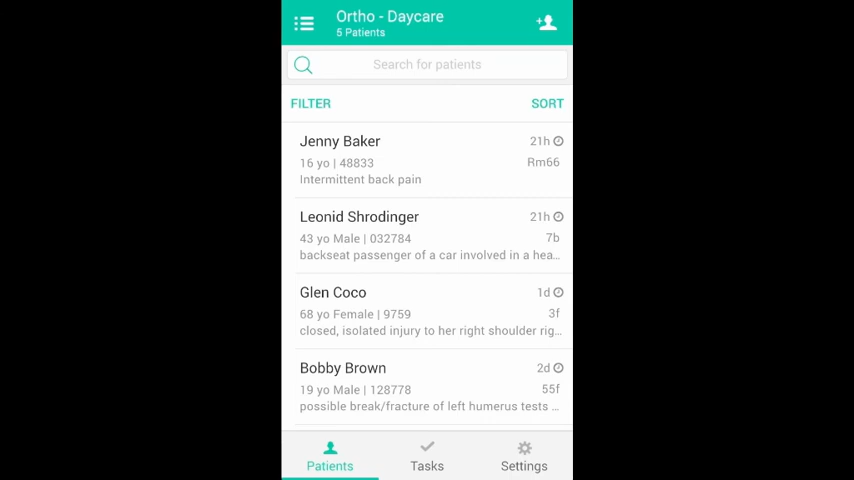 Ortho - Daycare
5 Patients
Search for patients
FILTER
SORT
Jenny Baker
21h
16 yo | 48833
Rm66
Intermittent back pain
Leonid Shrodinger
21h
43 yo Male | 032784
7b
backseat passenger of a car involved in a hea...
Glen Coco
1d
68 yo Female | 9759
3f
closed, isolated injury to her right shoulder rig...
Bobby Brown
2d
19 yo Male | 128778
55f
possible break/fracture of left humerus tests ...
Patients
Tasks
Settings